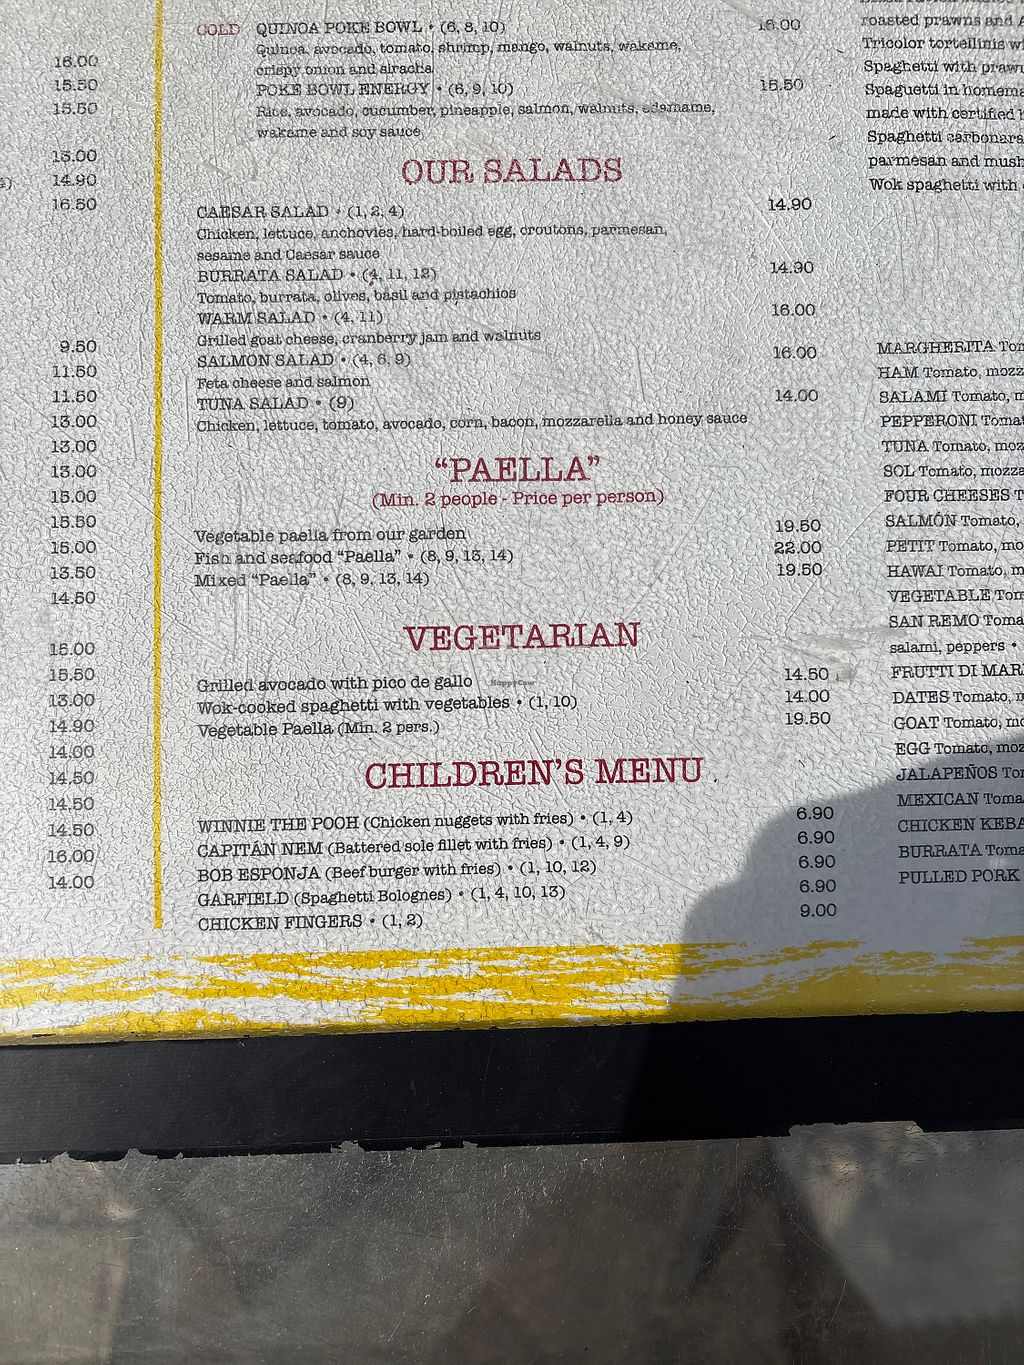 16.00
15.50
15.50
13.00
14.90
16.50
9.50
11.50
11.50
13.00
13.00
13.00
15.00
15.50
15.00
13.50
14.50
15.00
15.50
13.00
14.90
14.00
14.50
14.50
14.50
16.00
14.00
COLD QUINOA POKE BOWL • (6, 8, 10) 16.00
Quinoa, avocado, tomato, shrimp, mango, walnuts, wakame,
crispy onion and siracha
POKE BOWL ENERGY • (6, 9, 10) 15.50
Rice, avocado, cucumber, pineapple, salmon, walnuts, edamame,
wakame and soy sauce
OUR SALADS
CAESAR SALAD • (1, 2, 4) 14.90
Chicken, lettuce, anchovies, hard-boiled egg, croutons, parmesan,
sesame and Caesar sauce
BURRATA SALAD • (4, 11, 12) 14.90
Tomato, burrata, olives, basil and pistachios
WARM SALAD • (4, 11) 16.00
Grilled goat cheese, cranberry jam and walnuts
SALMON SALAD • (4, 6, 9) 16.00
Feta cheese and salmon
TUNA SALAD • (9) 14.00
Chicken, lettuce, tomato, avocado, corn, bacon, mozzarella and honey sauce
“PAELLA”
(Min. 2 people - Price per person)
Vegetable paella from our garden 19.50
Fish and seafood “Paella” • (8, 9, 13, 14) 22.00
Mixed “Paella” • (8, 9, 13, 14) 19.50
VEGETARIAN
Grilled avocado with pico de gallo 14.50
HappyCow
Wok-cooked spaghetti with vegetables • (1, 10) 14.00
Vegetable Paella (Min. 2 pers.) 19.50
CHILDREN'S MENU
WINNIE THE POOH (Chicken nuggets with fries) • (1, 4) 6.90
CAPITÁN NEM (Battered sole fillet with fries) • (1, 4, 9) 6.90
BOB ESPONJA (Beef burger with fries) • (1, 10, 12) 6.90
GARFIELD (Spaghetti Bolognes) • (1, 4, 10, 13) 6.90
CHICKEN FINGERS • (1, 2) 9.00
roasted prawns and
Tricolor tortellinis
Spaghetti with
Spaguetti in
made with certified
Spaghetti
parmesan and
Wok spaghetti with
MARGHERITA
HAM Tomato,
SALAMI Tomato,
PEPPERONI
TUNA Tomato,
SOL Tomato,
FOUR CHEESES
SALMÓN Tomato,
PETIT Tomato,
HAWAI Tomato,
VEGETABLE
SAN REMO
salami, peppers •
FRUTTI DI
DATES Tomato,
GOAT Tomato,
EGG Tomato,
JALAPEÑOS
MEXICAN
CHICKEN
BURRATA
PULLED PORK